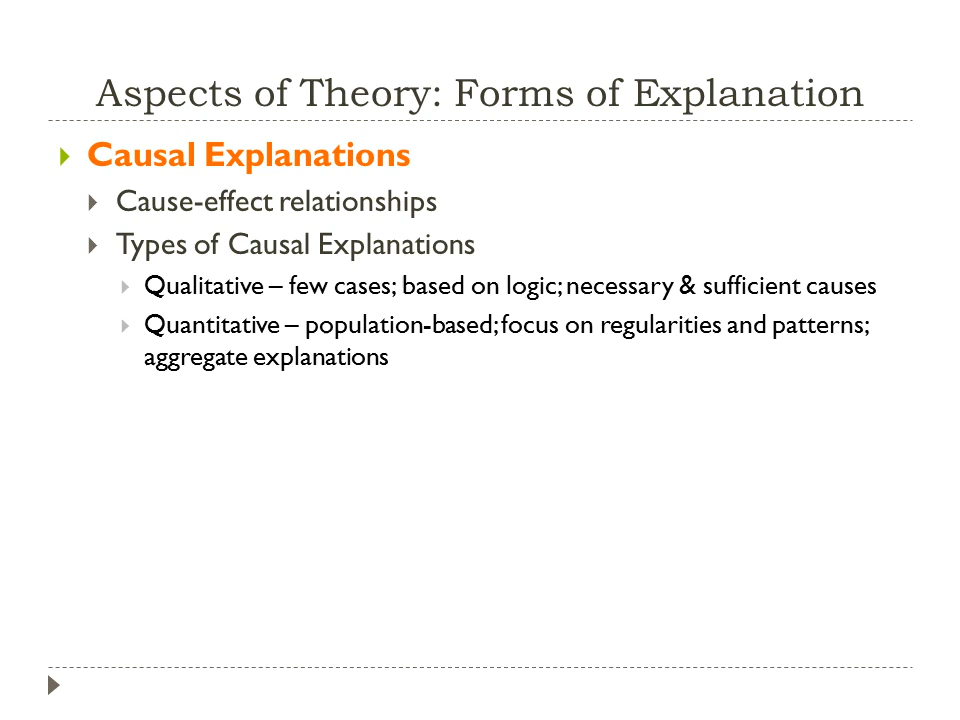 Aspects of Theory: Forms of Explanation
Causal Explanations
Cause-effect relationships
Types of Causal Explanations
Qualitative – few cases; based on logic; necessary & sufficient causes
Quantitative – population-based; focus on regularities and patterns;
aggregate explanations